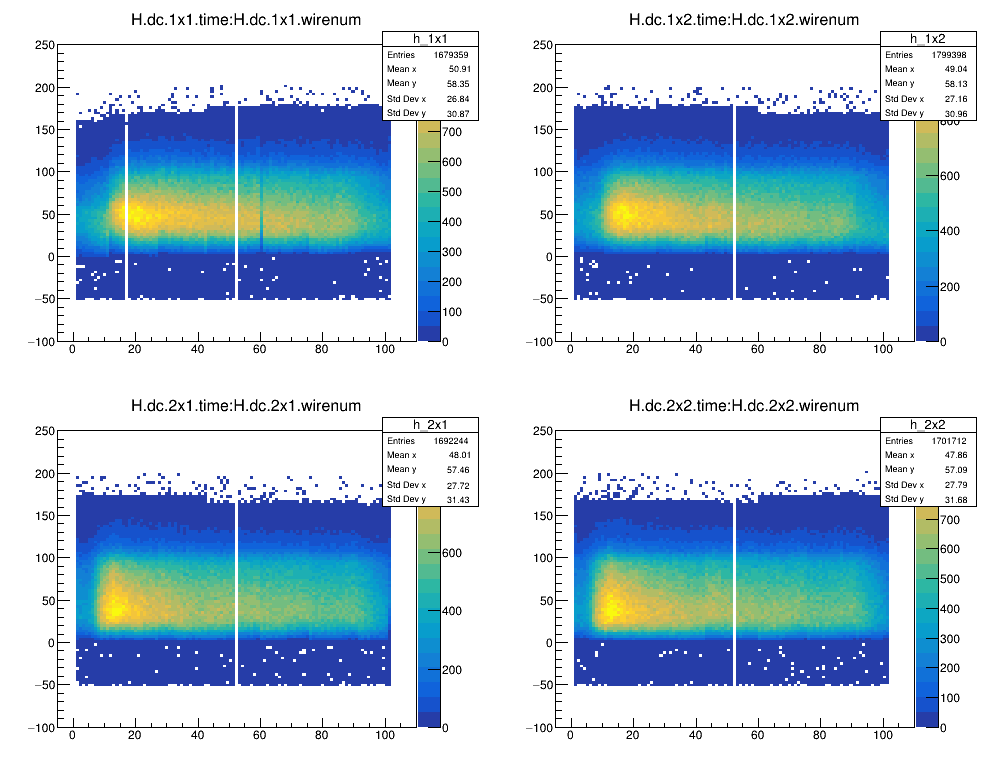 H.dc.1x1.time:H.dc.1x1.wirenum
h_1x1
Entries 1679359
Mean x 50.91
Mean y 58.35
Std Dev x 26.84
Std Dev y 30.87
250
200
150
100
50
0
−50
−100
0 20 40 60 80 100
700
600
500
400
300
200
100
0
H.dc.1x2.time:H.dc.1x2.wirenum
h_1x2
Entries 1799398
Mean x 49.04
Mean y 58.13
Std Dev x 27.16
Std Dev y 30.96
250
200
150
100
50
0
−50
−100
0 20 40 60 80 100
800
600
400
200
0
H.dc.2x1.time:H.dc.2x1.wirenum
h_2x1
Entries 1692244
Mean x 48.01
Mean y 57.46
Std Dev x 27.72
Std Dev y 31.43
250
200
150
100
50
0
−50
−100
0 20 40 60 80 100
600
400
200
0
H.dc.2x2.time:H.dc.2x2.wirenum
h_2x2
Entries 1701712
Mean x 47.86
Mean y 57.09
Std Dev x 27.79
Std Dev y 31.68
250
200
150
100
50
0
−50
−100
0 20 40 60 80 100
700
600
500
400
300
200
100
0